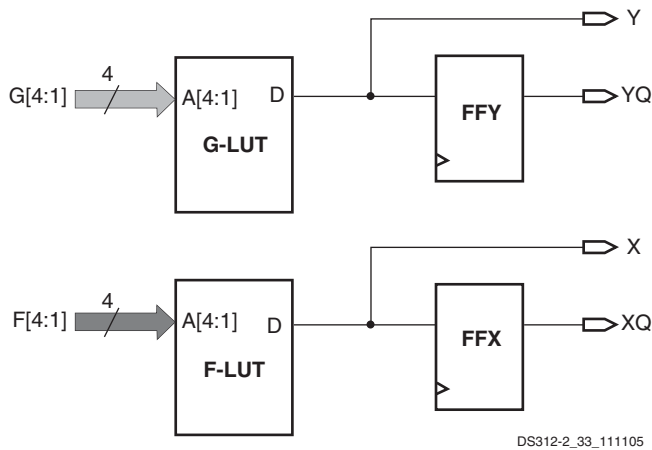 Y
4
G[4:1]
A[4:1]
D
YQ
FFY
G-LUT
X
4
F[4:1]
A[4:1]
D
XQ
FFX
F-LUT
DS312-2_33_111105